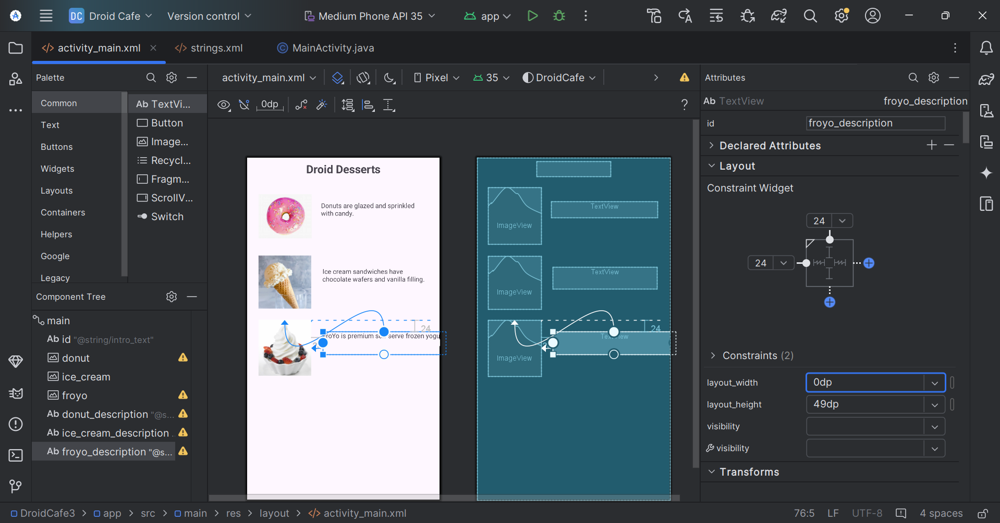 DC Droid Cafe Version control Medium Phone API 35 app
activity_main.xml strings.xml MainActivity.java
Palette
Common
Text
Buttons
Widgets
Layouts
Containers
Helpers
Google
Legacy
Ab TextVi...
Button
Image...
Recycl...
Fragm...
ScrollV...
Switch
Component Tree
main
Ab id "@string/intro_text"
donut
ice_cream
froyo
Ab donut_description "@s...
Ab ice_cream_description ..
Ab froyo_description "@s...
activity_main.xml Pixel 35 DroidCafe
0dp ?
Droid Desserts
Donuts are glazed and sprinkled
with candy.
Ice cream sandwiches have
chocolate wafers and vanilla filling.
24
FroYo is premium soft serve frozen yogu
TextView
ImageView
TextView
ImageView
24
TextView
ImageView
Attributes
Ab TextView froyo_description
id froyo_description
Declared Attributes
Layout
Constraint Widget
24
24
Constraints (2)
layout_width 0dp
layout_height 49dp
visibility
visibility
Transforms
DroidCafe3 > app > src > main > res > layout > activity_main.xml 76:5 LF UTF-8 4 spaces